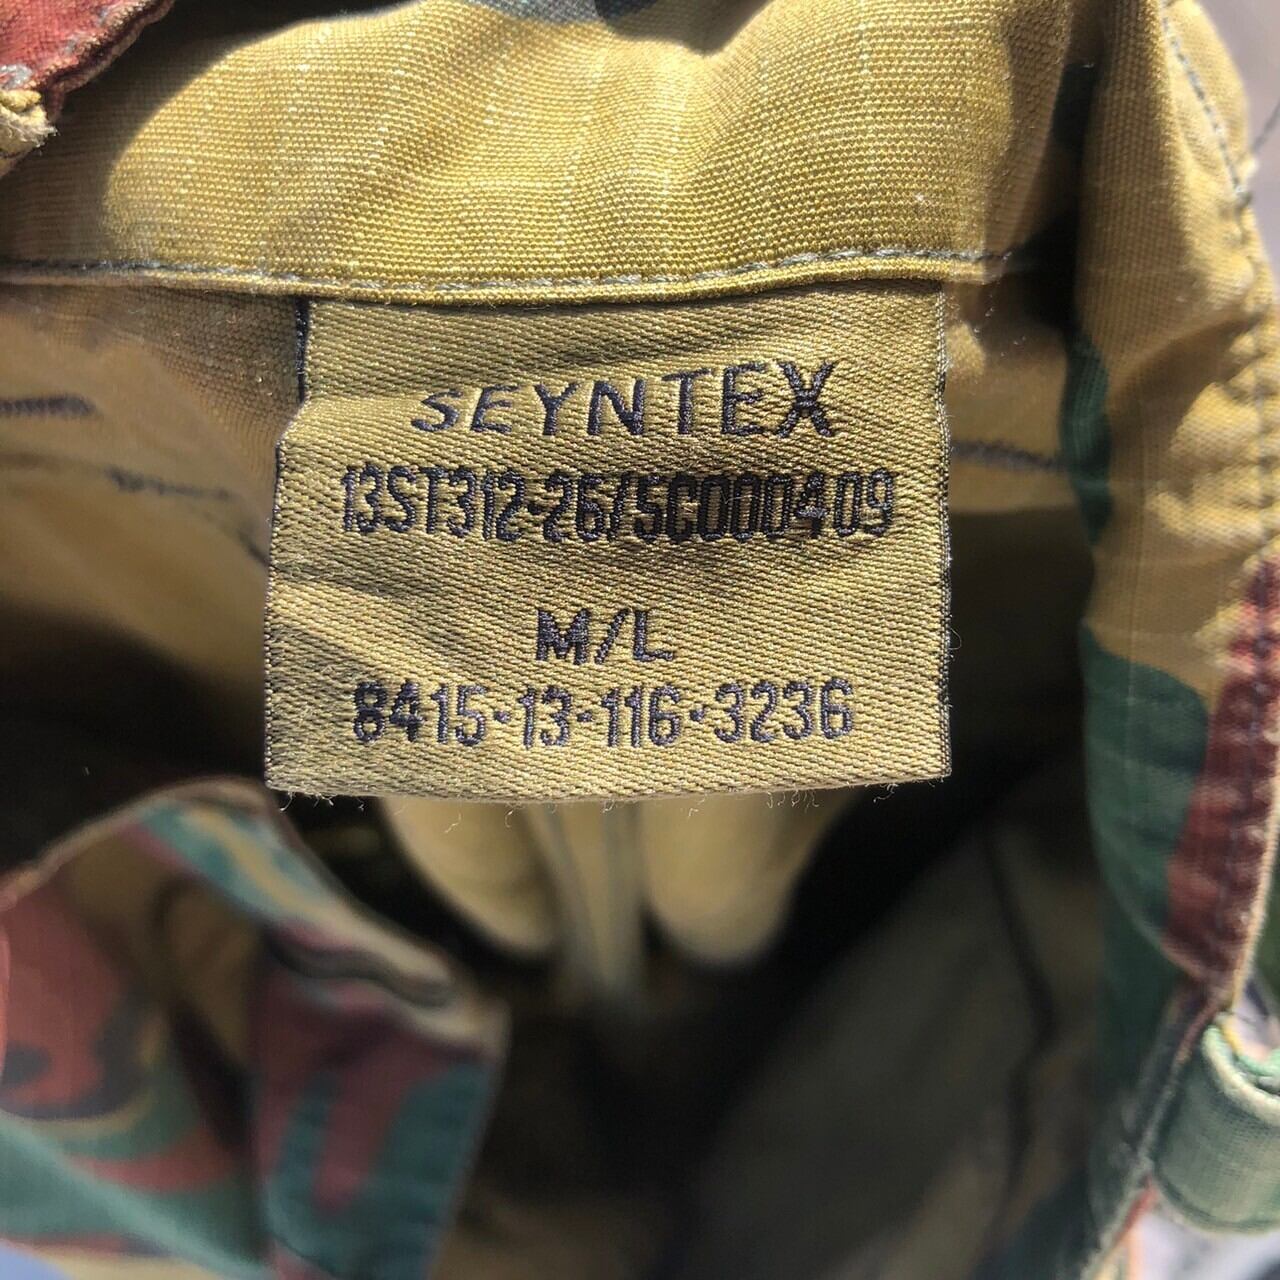 SEYNTEX
13ST312-26/5C000409
M/L
8415-13-116-3236